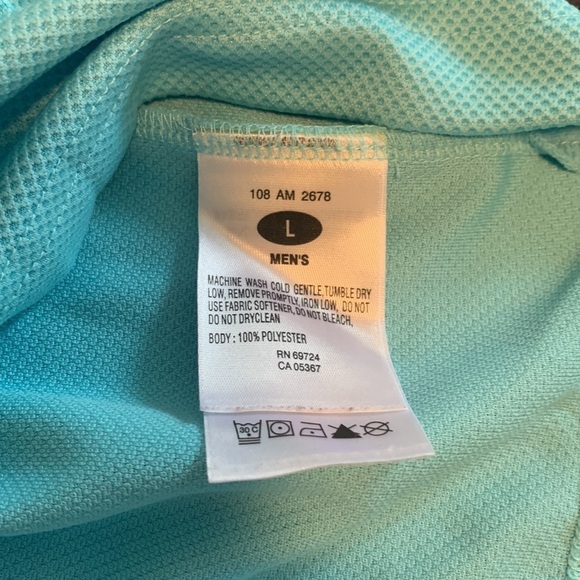 108 AM 2678
L
MEN'S
MACHINE WASH COLD GENTLE, TUMBLE DRY
LOW, REMOVE PROMPTLY, IRON LOW, DO NOT
USE FABRIC SOFTENER, DO NOT BLEACH,
DO NOT DRYCLEAN
BODY : 100% POLYESTER
RN 69724
CA 05367
30 C